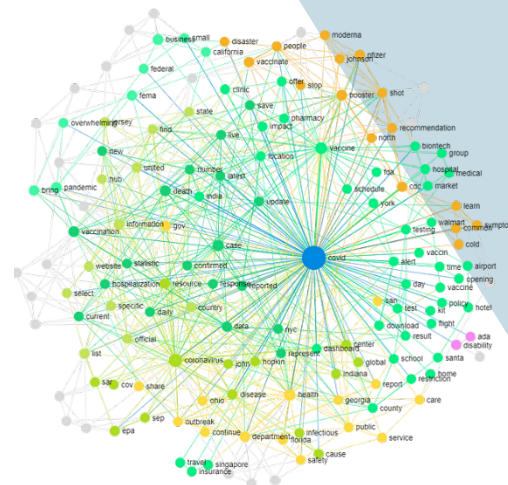 moderna
business
small
disaster
people
pfizer
california
johnson
vaccinate
federal
offer
stop
clinic
shot
fema
booster
save
state
pharmacy
overwhelming
jersey
find
impact
recommendation
live
north
vaccine
new
biotech
united
number
location
group
latest
fda
hospital
hub
medical
death
schedule
cdc
market
bring
pandemic
india
update
york
learn
information
gov
walmart
vaccination
testing
common
case
cold
covid
vaccin
website
statistic
confirmed
alert
time
airport
hospitalization
resource
response
reported
day
vaccine
opening
select
specific
country
san
policy
hotel
current
daily
test
kit
data
nyc
download
flight
official
result
ada
disability
list
represent
dashboard
center
coronavirus
john
hopkin
global
school
santa
indiana
home
sar
cov
share
report
restriction
disease
health
ohio
georgia
care
county
sep
outbreak
public
epa
continue
department
infectious
florida
service
cause
travel
singapore
safety
insurance